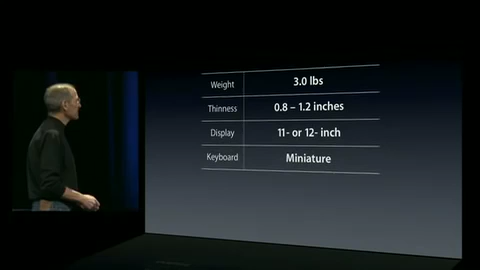 Weight 3.0 lbs
Thinness 0.8 – 1.2 inches
Display 11- or 12- inch
Keyboard Miniature